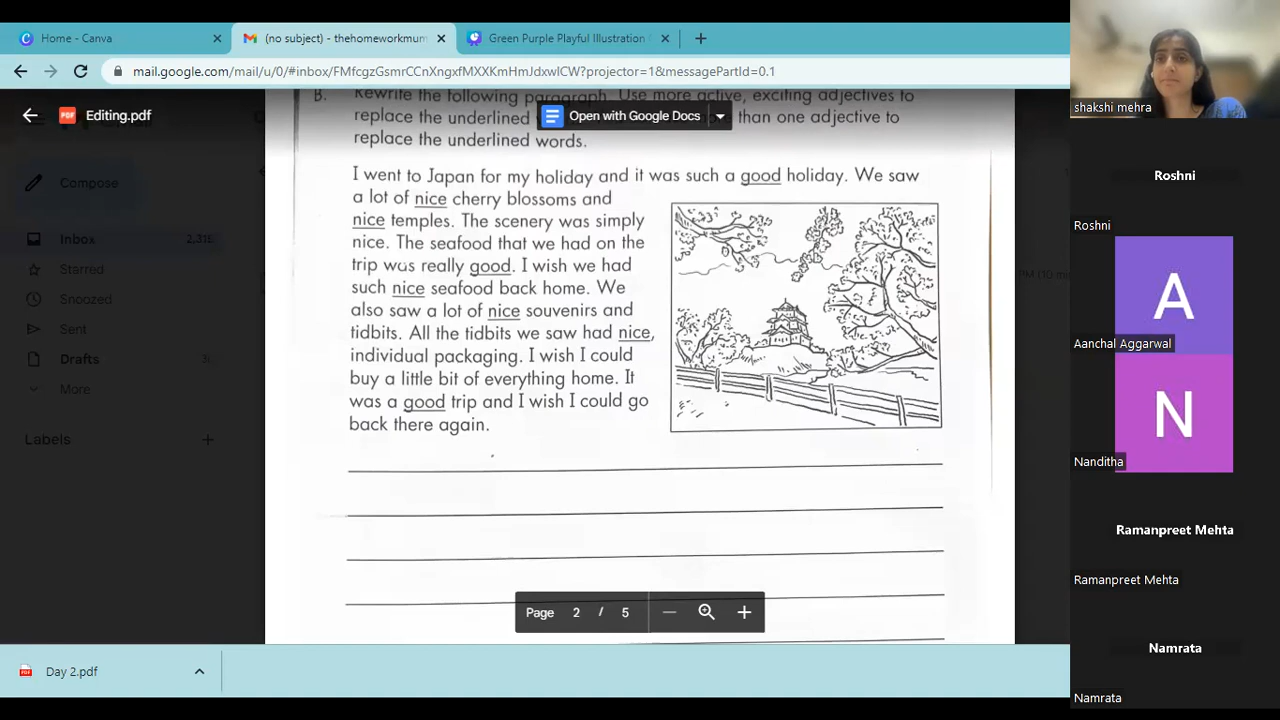 Home - Canva
(no subject) - thehomeworkmum
Green Purple Playful Illustration
mail.google.com/mail/u/0/#inbox/FMfcgzGsmrCCnXngxfMXXKmHmJdxwlCW?projector=1&messagePartId=0.1
Editing.pdf
Open with Google Docs
Compose
Inbox
2,316
Starred
Snoozed
Sent
Drafts
More
Labels
B. Rewrite the following paragraph. Use more active, exciting adjectives to
replace the underlined than one adjective to
replace the underlined words.
I went to Japan for my holiday and it was such a good holiday. We saw
a lot of nice cherry blossoms and
nice temples. The scenery was simply
nice. The seafood that we had on the
trip was really good. I wish we had
such nice seafood back home. We
also saw a lot of nice souvenirs and
tidbits. All the tidbits we saw had nice,
individual packaging. I wish I could
buy a little bit of everything home. It
was a good trip and I wish I could go
back there again.
Page 2 / 5
Day 2.pdf
shakshi mehra
Roshni
Roshni
A
Aanchal Aggarwal
N
Nanditha
Ramanpreet Mehta
Ramanpreet Mehta
Namrata
Namrata